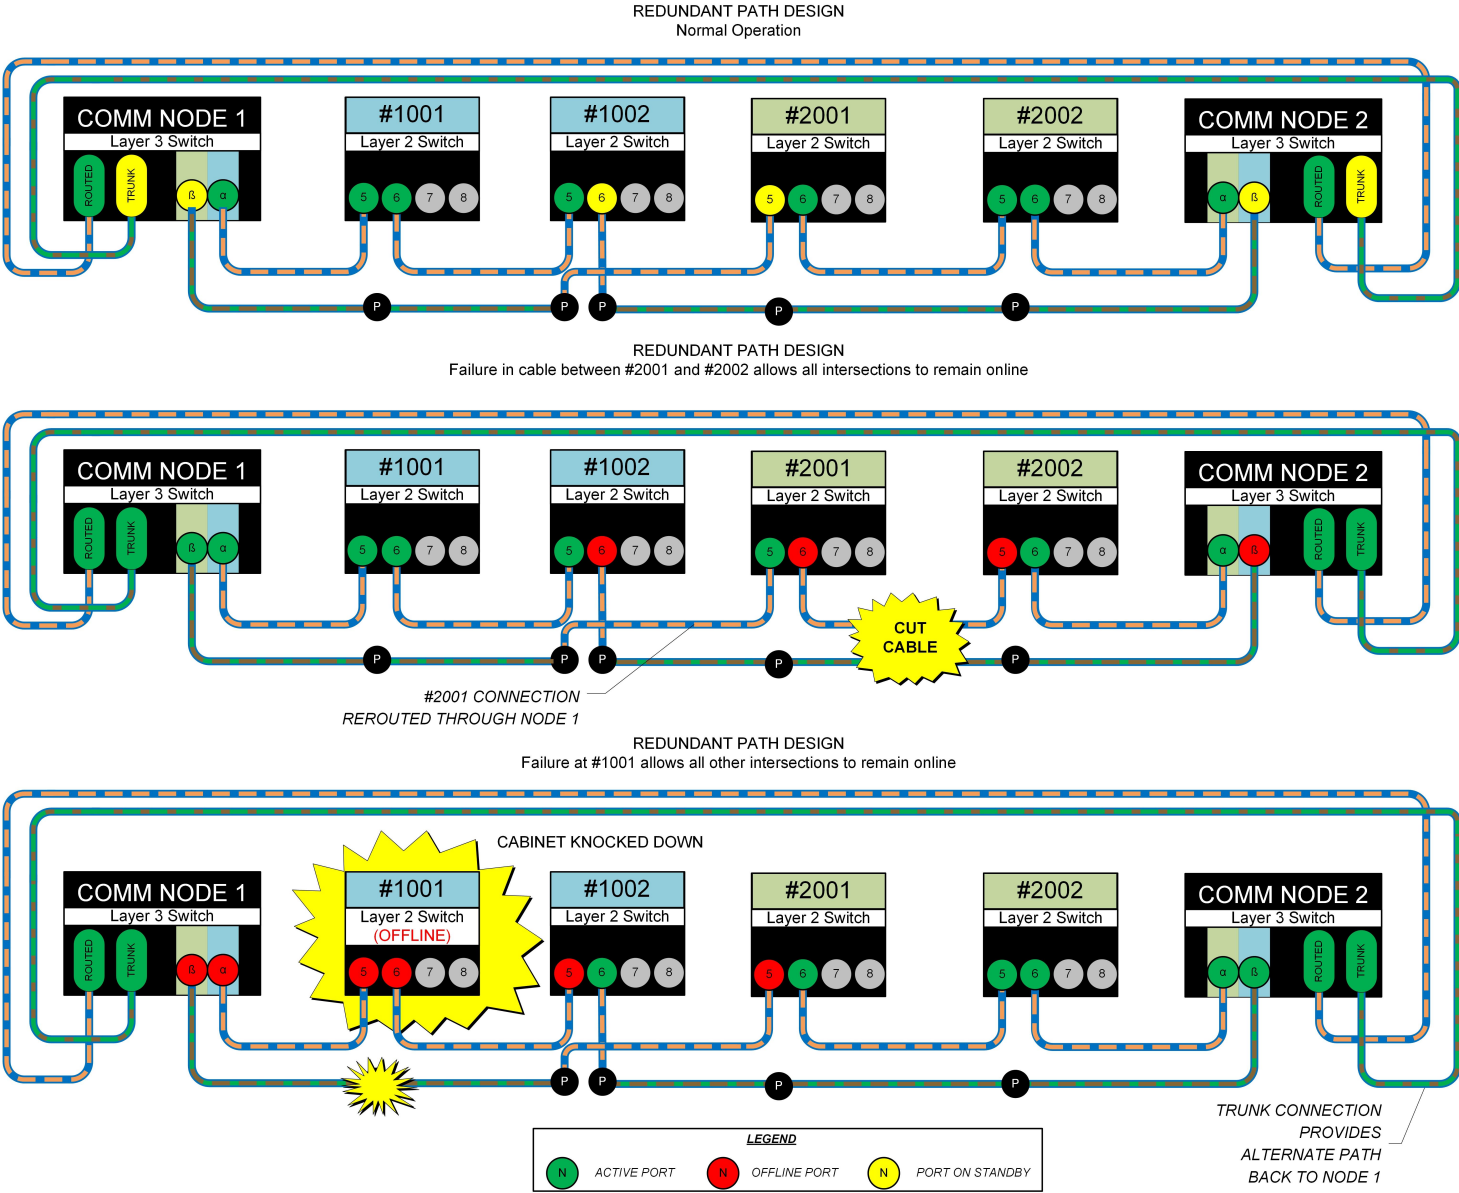 REDUNDANT PATH DESIGN
Normal Operation
COMM NODE 1
Layer 3 Switch
ROUTED
TRUNK
ß
α
#1001
Layer 2 Switch
5 6 7 8
#1002
Layer 2 Switch
5 6 7 8
#2001
Layer 2 Switch
5 6 7 8
#2002
Layer 2 Switch
5 6 7 8
COMM NODE 2
Layer 3 Switch
α
ß
ROUTED
TRUNK
P P P P P
REDUNDANT PATH DESIGN
Failure in cable between #2001 and #2002 allows all intersections to remain online
COMM NODE 1
Layer 3 Switch
ROUTED
TRUNK
ß
α
#1001
Layer 2 Switch
5 6 7 8
#1002
Layer 2 Switch
5 6 7 8
#2001
Layer 2 Switch
5 6 7 8
#2002
Layer 2 Switch
5 6 7 8
COMM NODE 2
Layer 3 Switch
α
ß
ROUTED
TRUNK
CUT
CABLE
P P P P P
#2001 CONNECTION
REROUTED THROUGH NODE 1
REDUNDANT PATH DESIGN
Failure at #1001 allows all other intersections to remain online
CABINET KNOCKED DOWN
COMM NODE 1
Layer 3 Switch
ROUTED
TRUNK
ß
α
#1001
Layer 2 Switch
(OFFLINE)
5 6 7 8
#1002
Layer 2 Switch
5 6 7 8
#2001
Layer 2 Switch
5 6 7 8
#2002
Layer 2 Switch
5 6 7 8
COMM NODE 2
Layer 3 Switch
α
ß
ROUTED
TRUNK
P P P P
TRUNK CONNECTION
PROVIDES
ALTERNATE PATH
BACK TO NODE 1
LEGEND
N ACTIVE PORT
N OFFLINE PORT
N PORT ON STANDBY